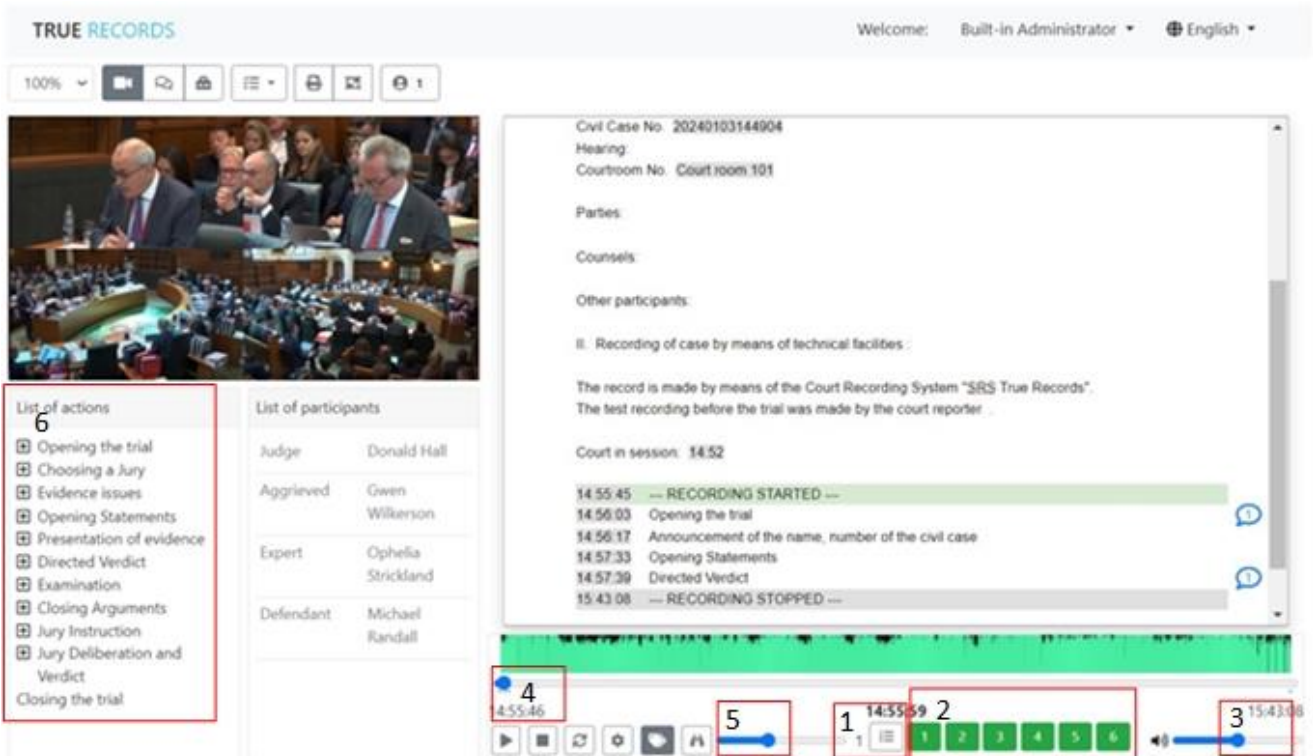 TRUE RECORDS
Welcome: Built-in Administrator English
100% 1
Civil Case No. 20240103144904
Hearing:
Courtroom No. Court room 101
Parties:
Counsels:
Other participants:
II. Recording of case by means of technical facilities :
The record is made by means of the Court Recording System "SRS True Records".
The test recording before the trial was made by the court reporter .
Court in session: 14:52
14:55:45 --- RECORDING STARTED ---
14:56:03 Opening the trial
1
14:56:17 Announcement of the name, number of the civil case
14:57:33 Opening Statements
14:57:39 Directed Verdict
1
15:43:08 --- RECORDING STOPPED ---
List of actions
6
Opening the trial
Choosing a Jury
Evidence issues
Opening Statements
Presentation of evidence
Directed Verdict
Examination
Closing Arguments
Jury Instruction
Jury Deliberation and
Verdict
Closing the trial
List of participants
Judge Donald Hall
Aggrieved Gwen
Wilkerson
Expert Ophelia
Strickland
Defendant Michael
Randall
4
14:55:46
14:55:59
15:43:08
5
1
1
2
1 2 3 4 5 6
3